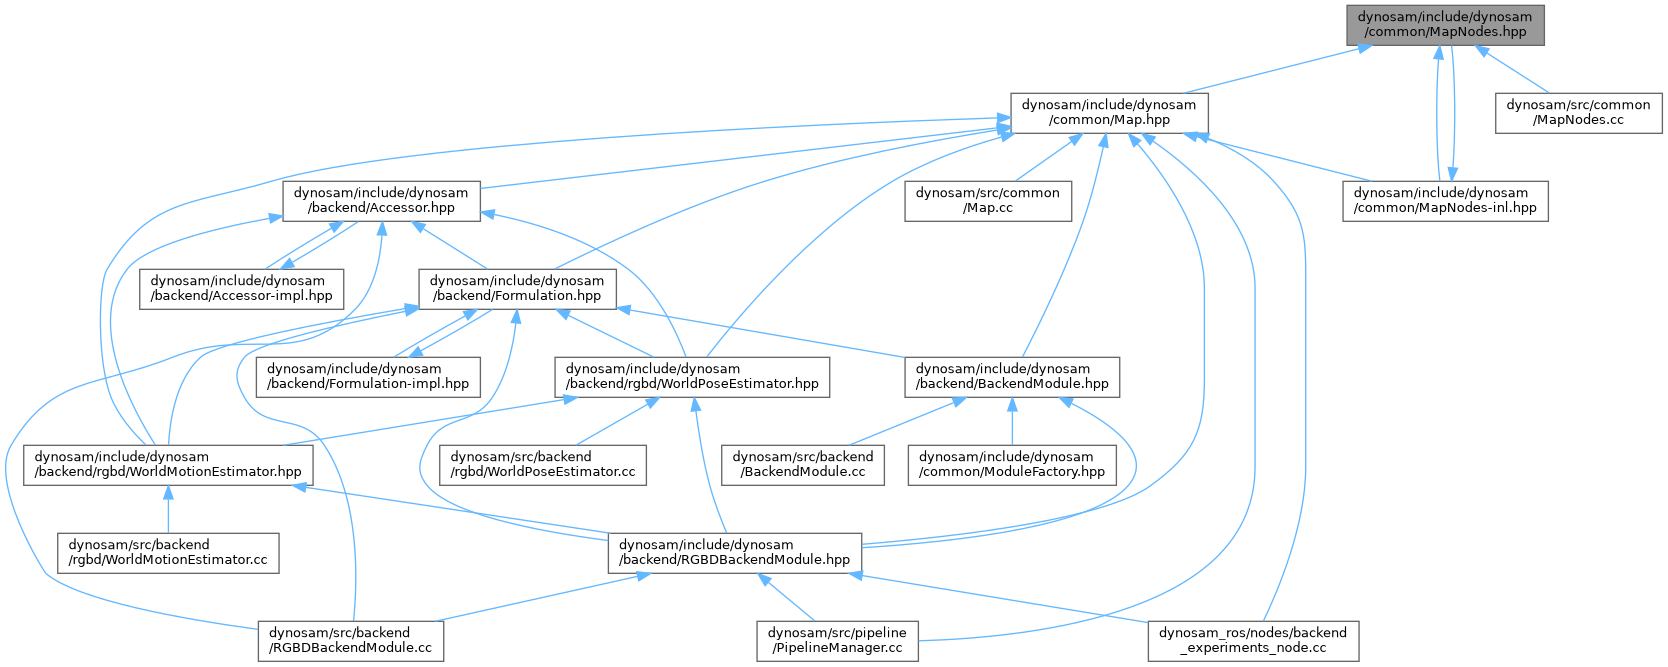 dynosam/include/dynosam
/common/MapNodes.hpp
dynosam/include/dynosam
/common/Map.hpp
dynosam/src/common
/MapNodes.cc
dynosam/include/dynosam
/backend/Accessor.hpp
dynosam/src/common
/Map.cc
dynosam/include/dynosam
/common/MapNodes-inl.hpp
dynosam/include/dynosam
/backend/Accessor-impl.hpp
dynosam/include/dynosam
/backend/Formulation.hpp
dynosam/include/dynosam
/backend/Formulation-impl.hpp
dynosam/include/dynosam
/backend/rgbd/WorldPoseEstimator.hpp
dynosam/include/dynosam
/backend/BackendModule.hpp
dynosam/include/dynosam
/backend/rgbd/WorldMotionEstimator.hpp
dynosam/src/backend
/rgbd/WorldPoseEstimator.cc
dynosam/src/backend
/BackendModule.cc
dynosam/include/dynosam
/common/ModuleFactory.hpp
dynosam/src/backend
/rgbd/WorldMotionEstimator.cc
dynosam/include/dynosam
/backend/RGBDBackendModule.hpp
dynosam/src/backend
/RGBDBackendModule.cc
dynosam/src/pipeline
/PipelineManager.cc
dynosam_ros/nodes/backend
_experiments_node.cc